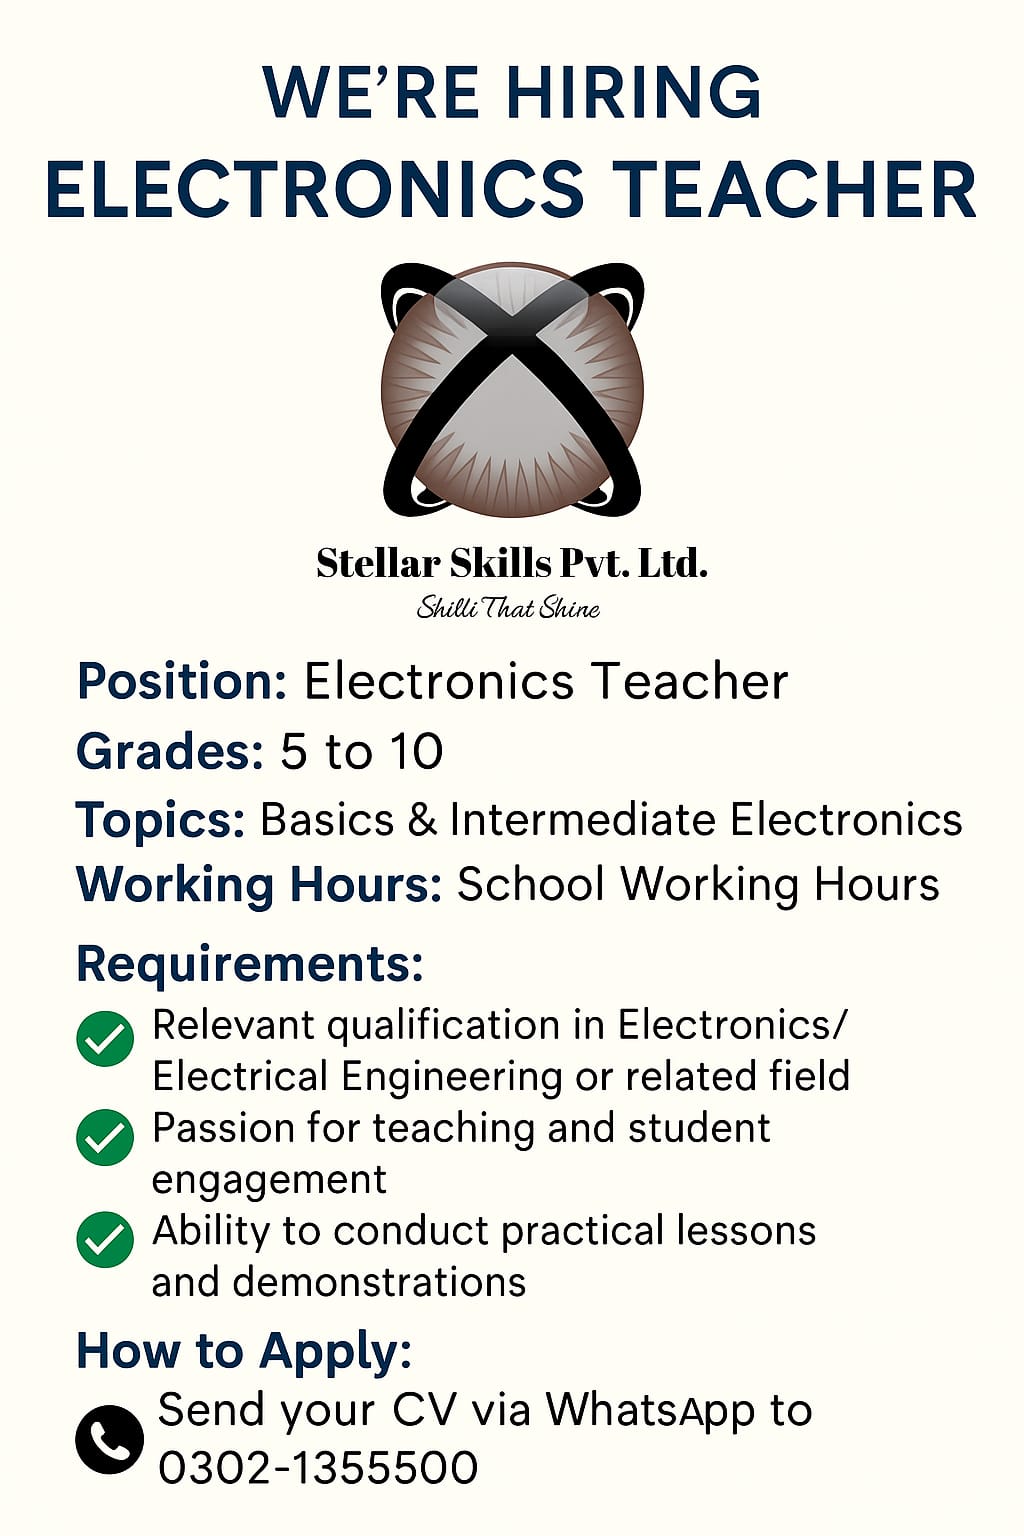 WE'RE HIRING
ELECTRONICS TEACHER
Stellar Skills Pvt. Ltd.
Shilli That Shine
Position: Electronics Teacher
Grades: 5 to 10
Topics: Basics & Intermediate Electronics
Working Hours: School Working Hours
Requirements:
Relevant qualification in Electronics/
Electrical Engineering or related field
Passion for teaching and student
engagement
Ability to conduct practical lessons
and demonstrations
How to Apply:
Send your CV via WhatsApp to
0302-1355500